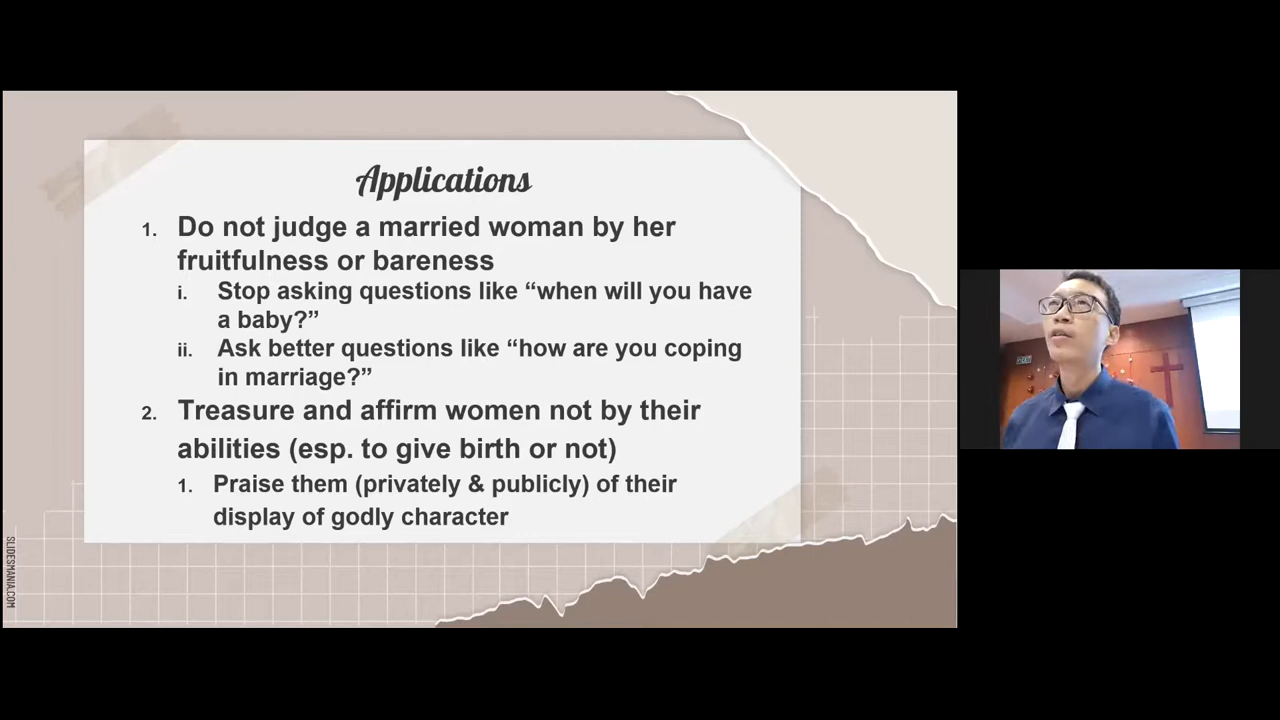 Applications
1. Do not judge a married woman by her
fruitfulness or bareness
i. Stop asking questions like “when will you have
a baby?”
ii. Ask better questions like “how are you coping
in marriage?”
2. Treasure and affirm women not by their
abilities (esp. to give birth or not)
1. Praise them (privately & publicly) of their
display of godly character
SLIDESMANIA.COM